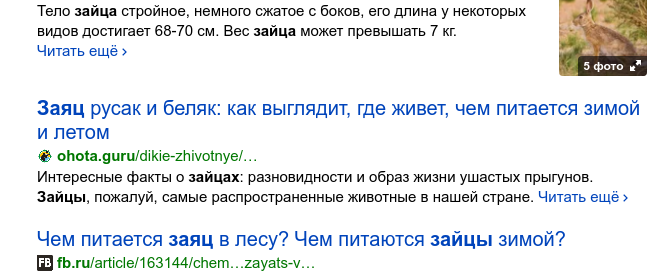 Тело зайца стройное, немного сжатое с боков, его длина у некоторых
видов достигает 68-70 см. Вес зайца может превышать 7 кг.
Читать ещё ›
5 фото
Заяц русак и беляк: как выглядит, где живет, чем питается зимой
и летом
ohota.guru/dikie-zhivotnye/…
Интересные факты о зайцах: разновидности и образ жизни ушастых прыгунов.
Зайцы, пожалуй, самые распространенные животные в нашей стране. Читать ещё ›
Чем питается заяц в лесу? Чем питаются зайцы зимой?
FB fb.ru/article/163144/chem…zayats-v…